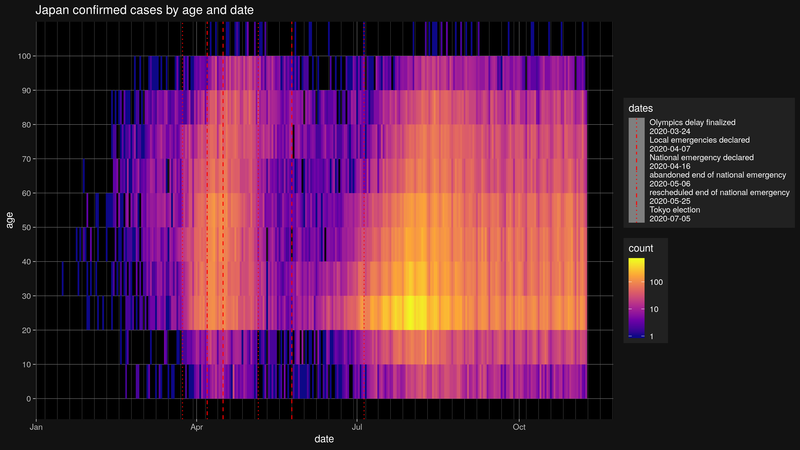 Japan confirmed cases by age and date
100
90
80
70
60
50
40
30
20
10
0
age
Jan
Apr
Jul
Oct
date
dates
Olympics delay finalized
2020-03-24
Local emergencies declared
2020-04-07
National emergency declared
2020-04-16
abandoned end of national emergency
2020-05-06
rescheduled end of national emergency
2020-05-25
Tokyo election
2020-07-05
count
100
10
1